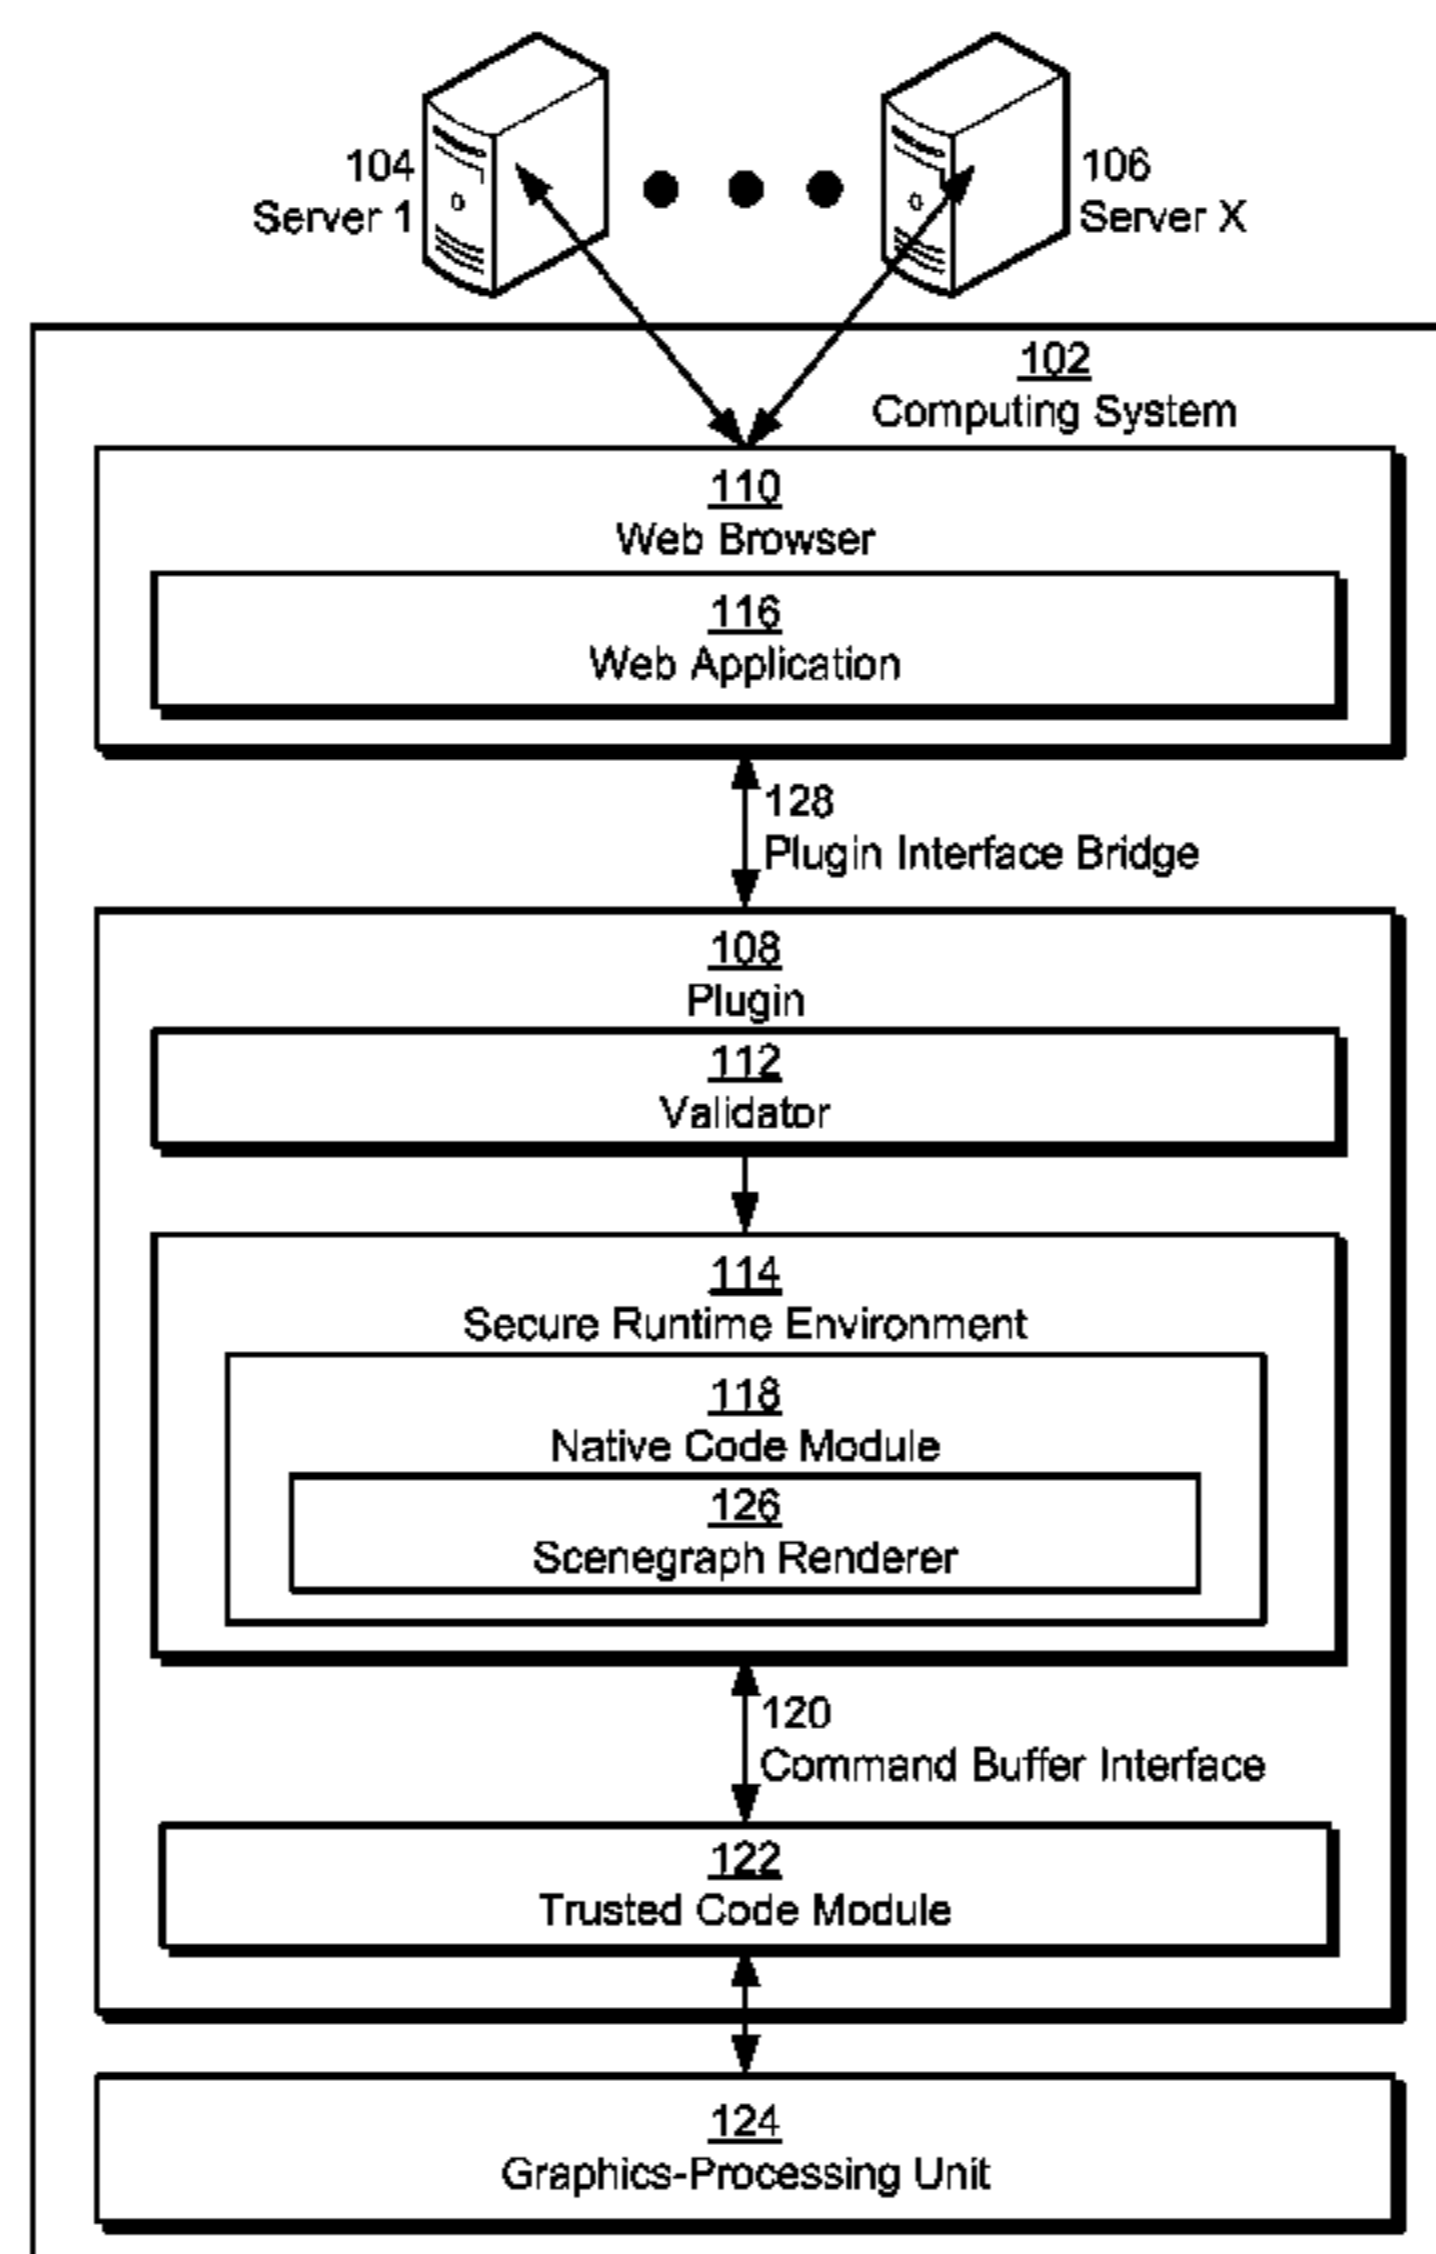 104
Server 1
106
Server X
102
Computing System
110
Web Browser
116
Web Application
128
Plugin Interface Bridge
108
Plugin
112
Validator
114
Secure Runtime Environment
118
Native Code Module
126
Scenegraph Renderer
120
Command Buffer Interface
122
Trusted Code Module
124
Graphics-Processing Unit